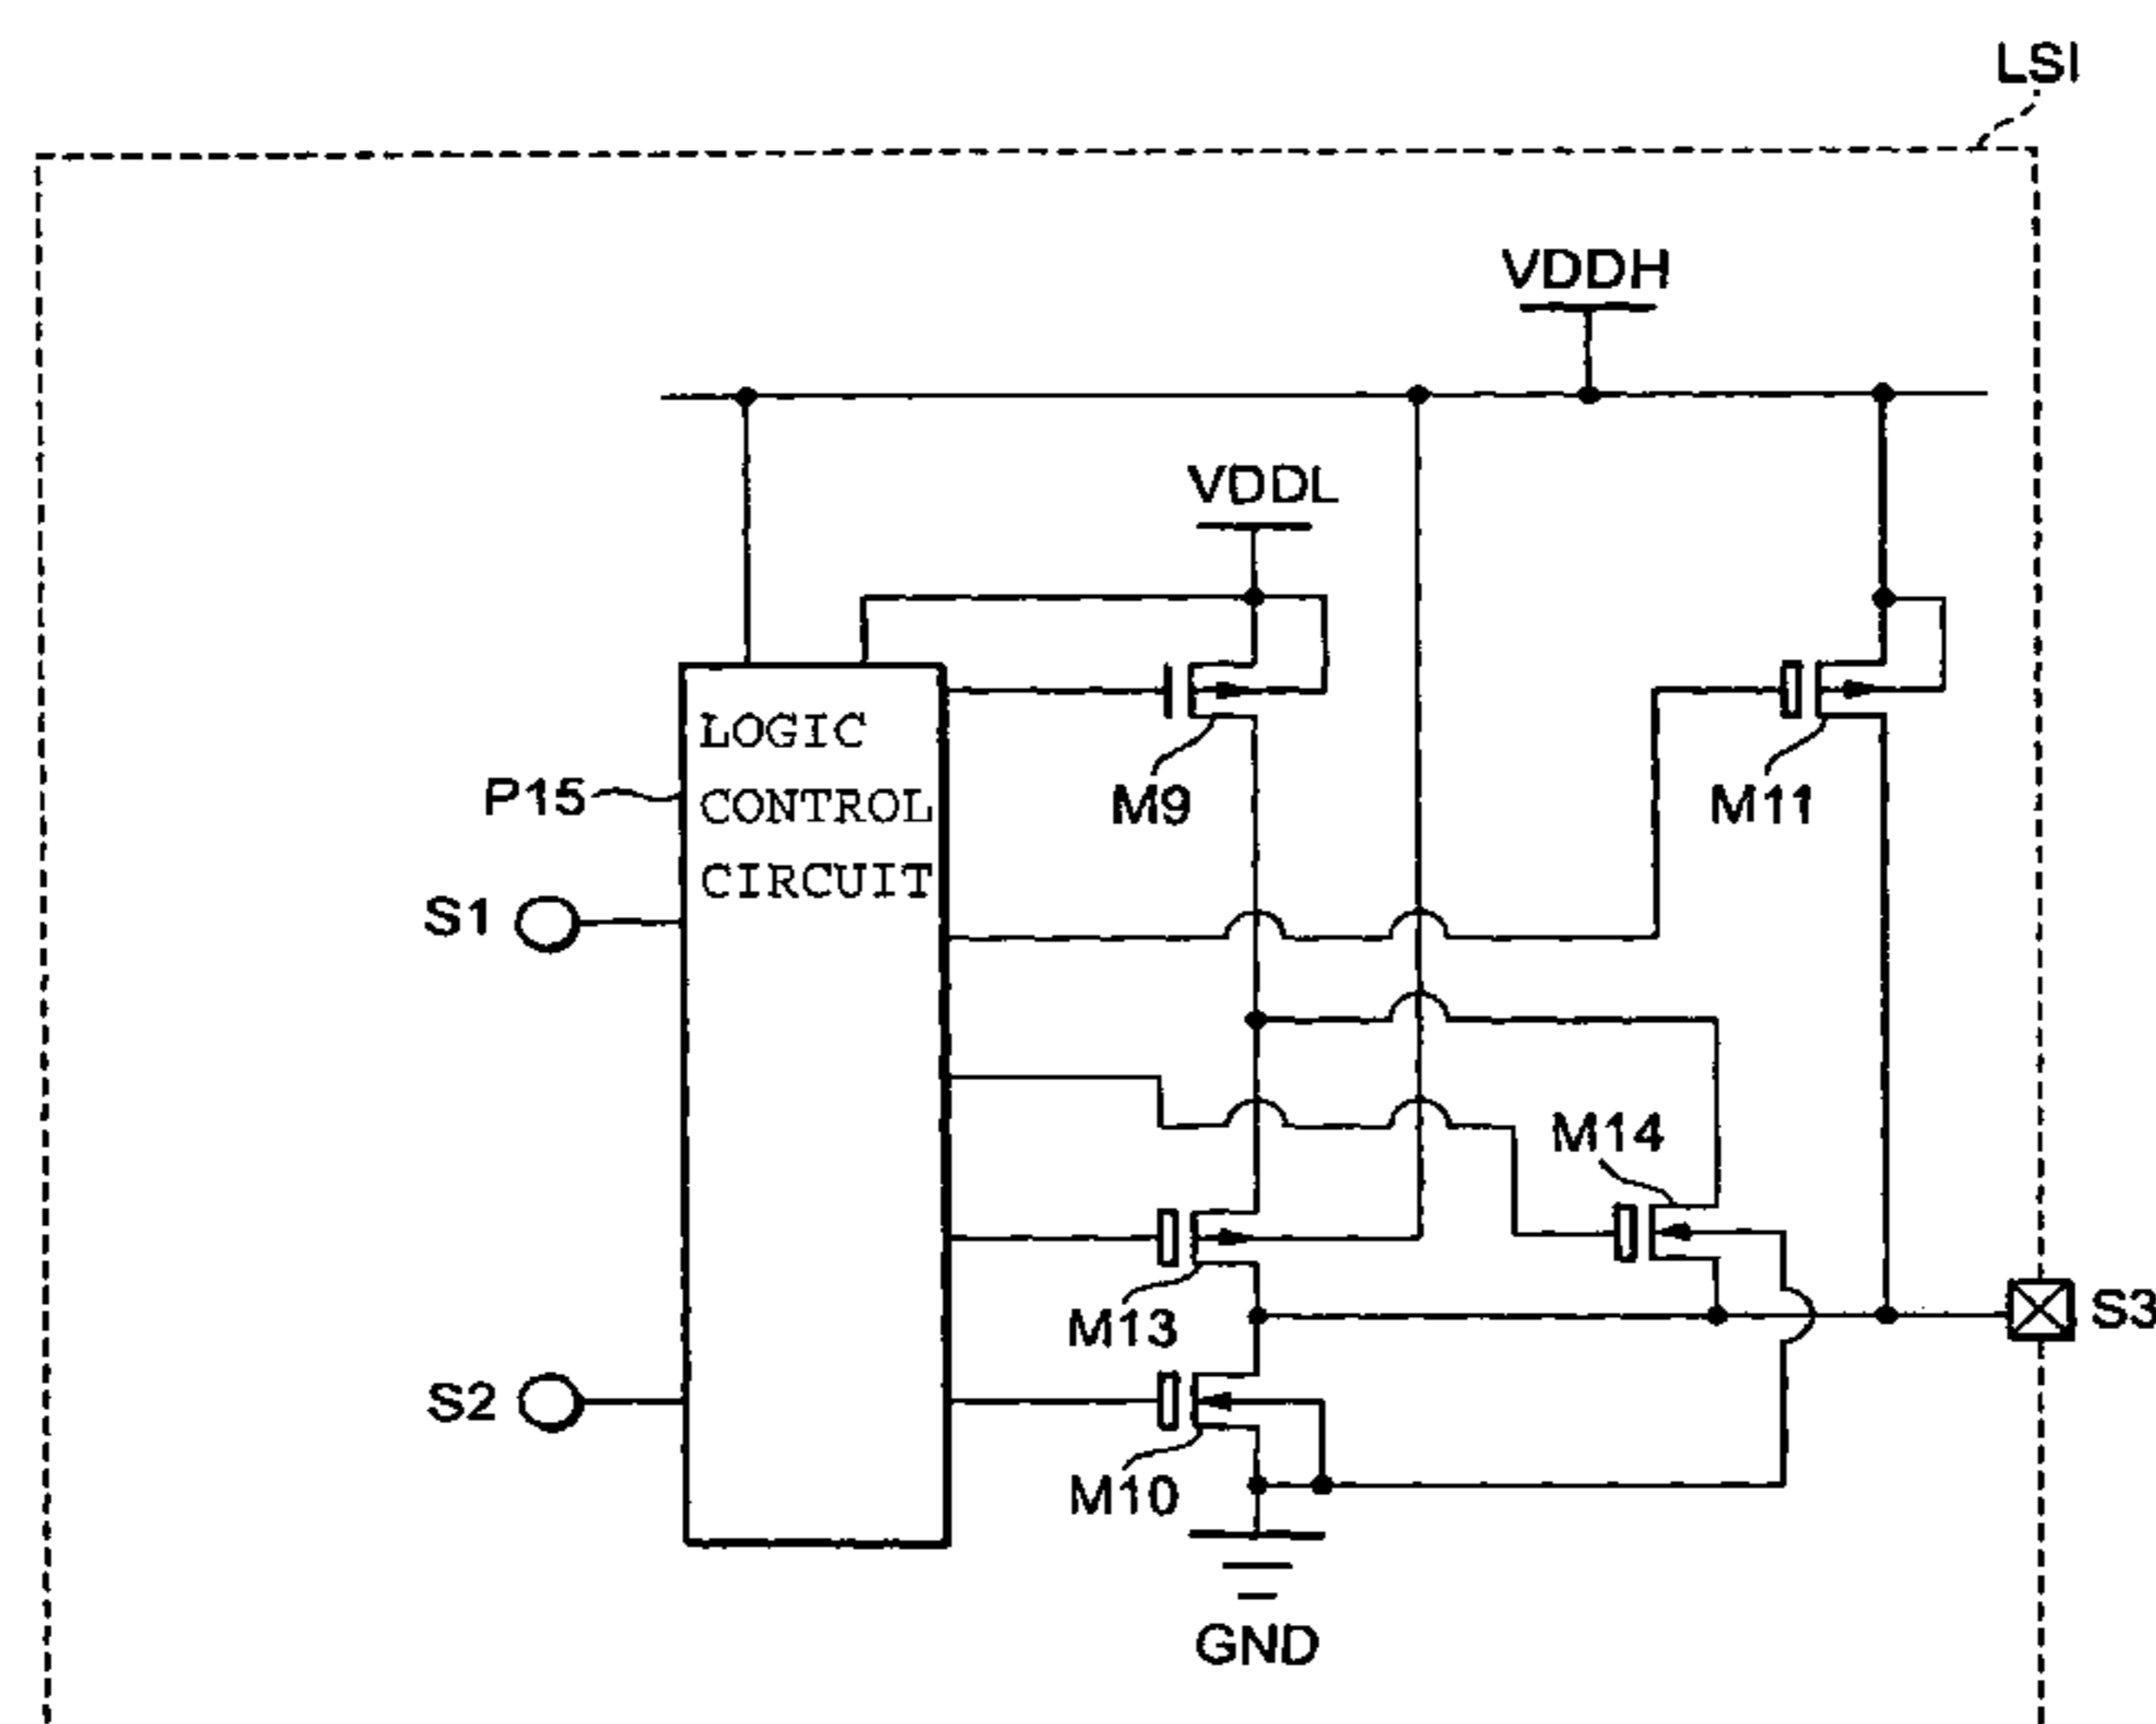 LSI
VDDH
VDDL
LOGIC
CONTROL
CIRCUIT
P15
M9
M11
S1
M14
M13
S3
S2
M10
GND